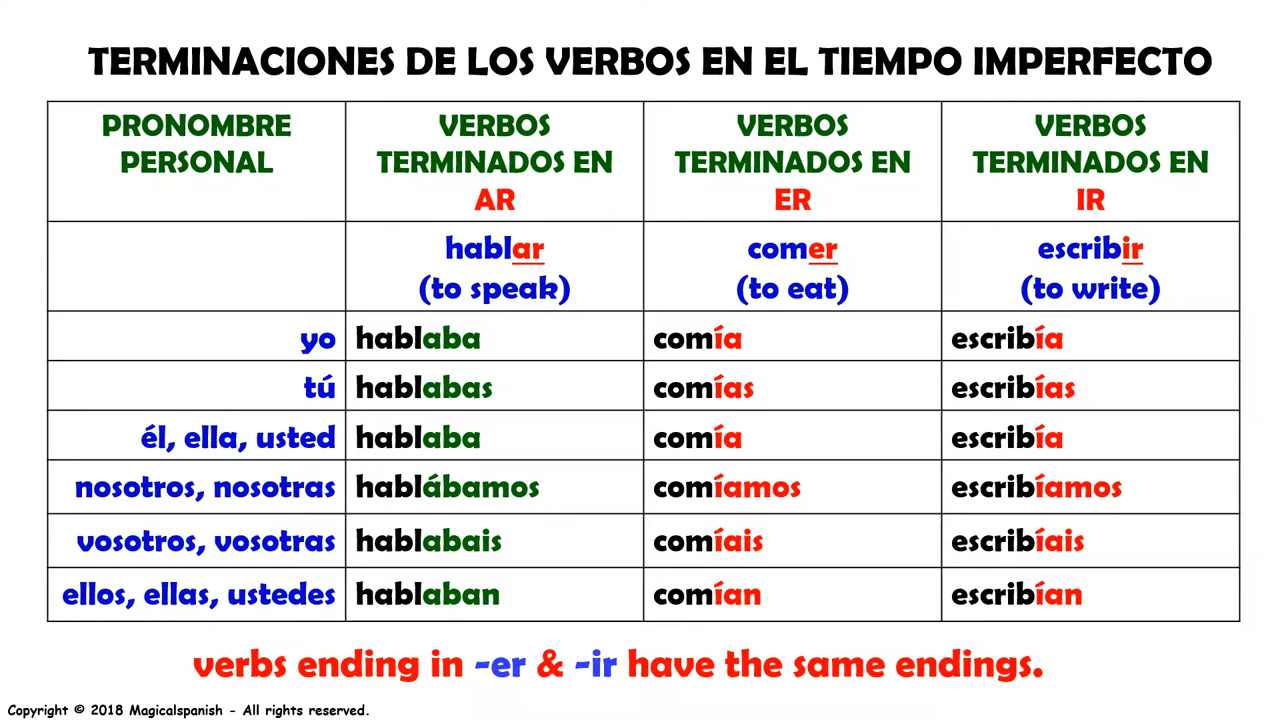 TERMINACIONES DE LOS VERBOS EN EL TIEMPO IMPERFECTO
PRONOMBRE PERSONAL VERBOS TERMINADOS EN AR VERBOS TERMINADOS EN ER VERBOS TERMINADOS EN IR
hablar (to speak) comer (to eat) escribir (to write)
yo hablaba comía escribía
tú hablabas comías escribías
él, ella, usted hablaba comía escribía
nosotros, nosotras hablábamos comíamos escribíamos
vosotros, vosotras hablabais comíais escribíais
ellos, ellas, ustedes hablaban comían escribían
verbs ending in -er & -ir have the same endings.
Copyright © 2018 Magicalspanish - All rights reserved.